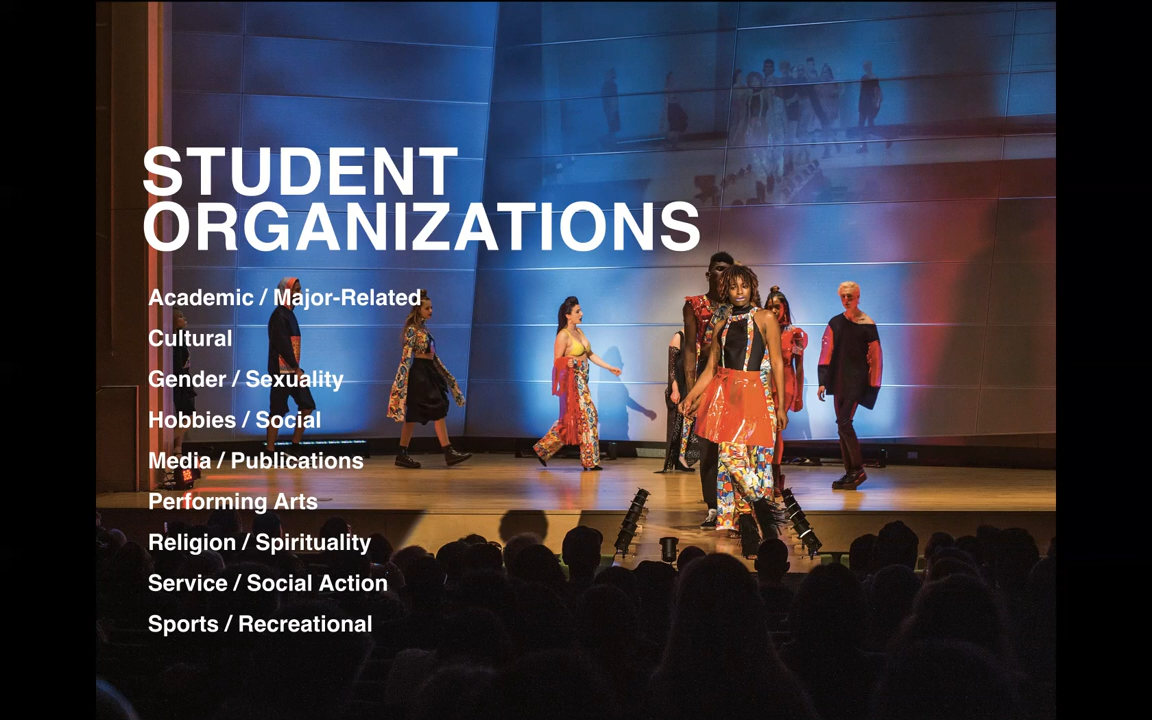 STUDENT
ORGANIZATIONS
Academic / Major-Related
Cultural
Gender / Sexuality
Hobbies / Social
Media / Publications
Performing Arts
Religion / Spirituality
Service / Social Action
Sports / Recreational